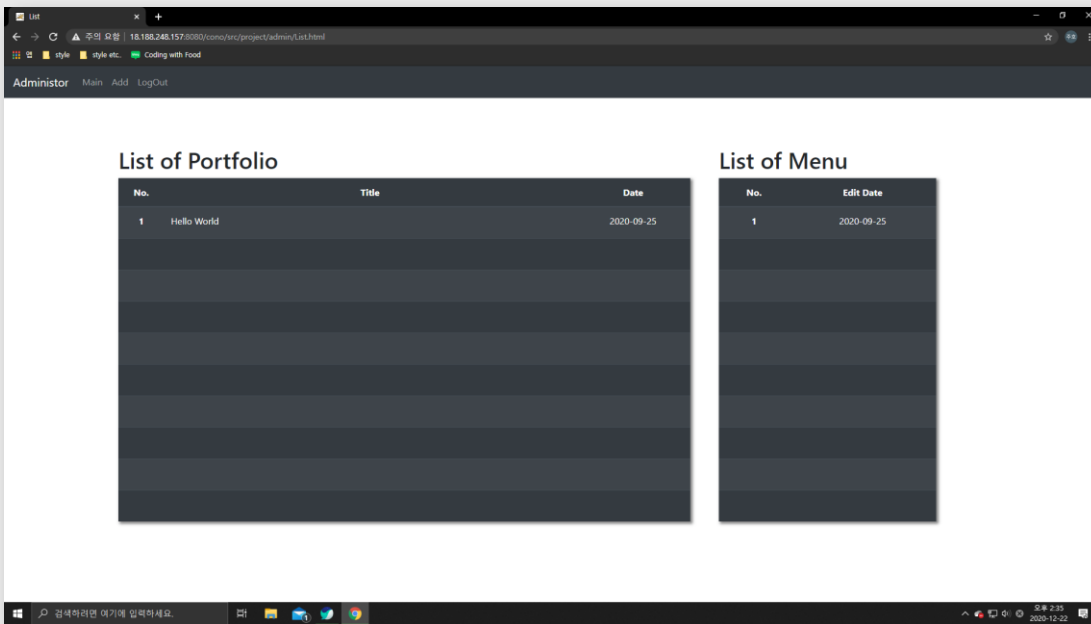 List
주의 요함 | 18.188.248.157:8080/cono/src/project/admin/List.html
앱 style style etc. Coding with Food
Administor Main Add LogOut
List of Portfolio
No. Title Date
1 Hello World 2020-09-25
List of Menu
No. Edit Date
1 2020-09-25
검색하려면 여기에 입력하세요.
1
오후 2:35
2020-12-22